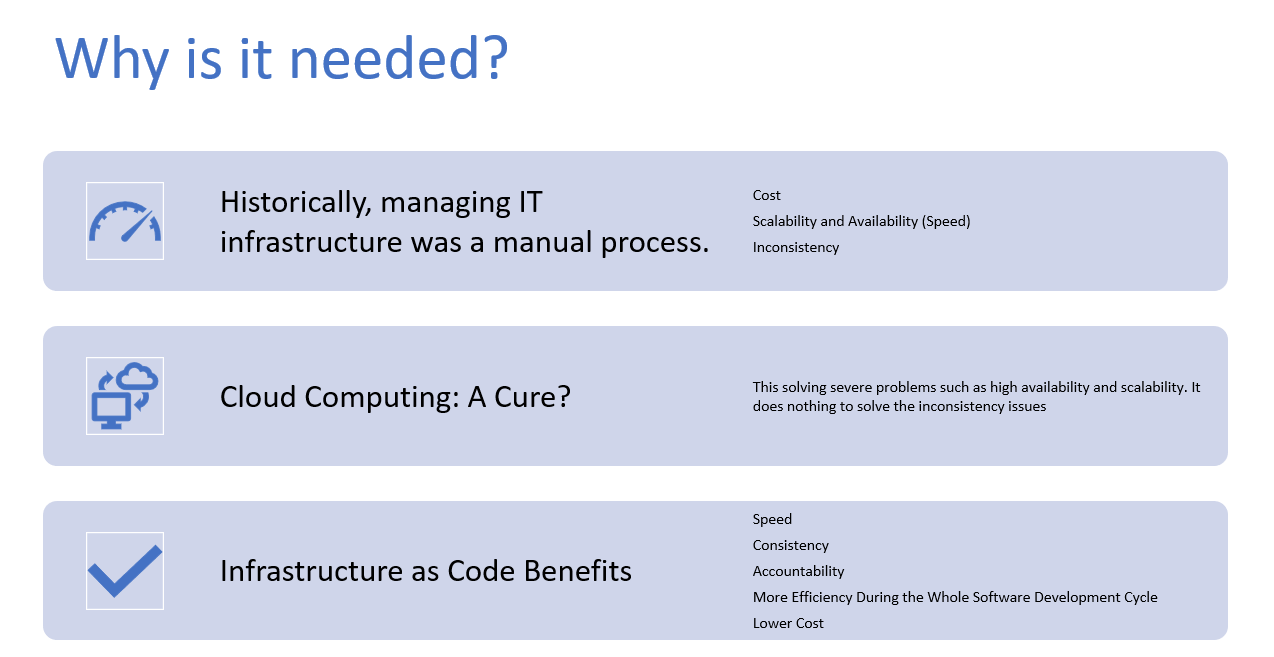 Why is it needed?
Historically, managing IT
infrastructure was a manual process.
Cost
Scalability and Availability (Speed)
Inconsistency
Cloud Computing: A Cure?
This solving severe problems such as high availability and scalability. It
does nothing to solve the inconsistency issues
Infrastructure as Code Benefits
Speed
Consistency
Accountability
More Efficiency During the Whole Software Development Cycle
Lower Cost